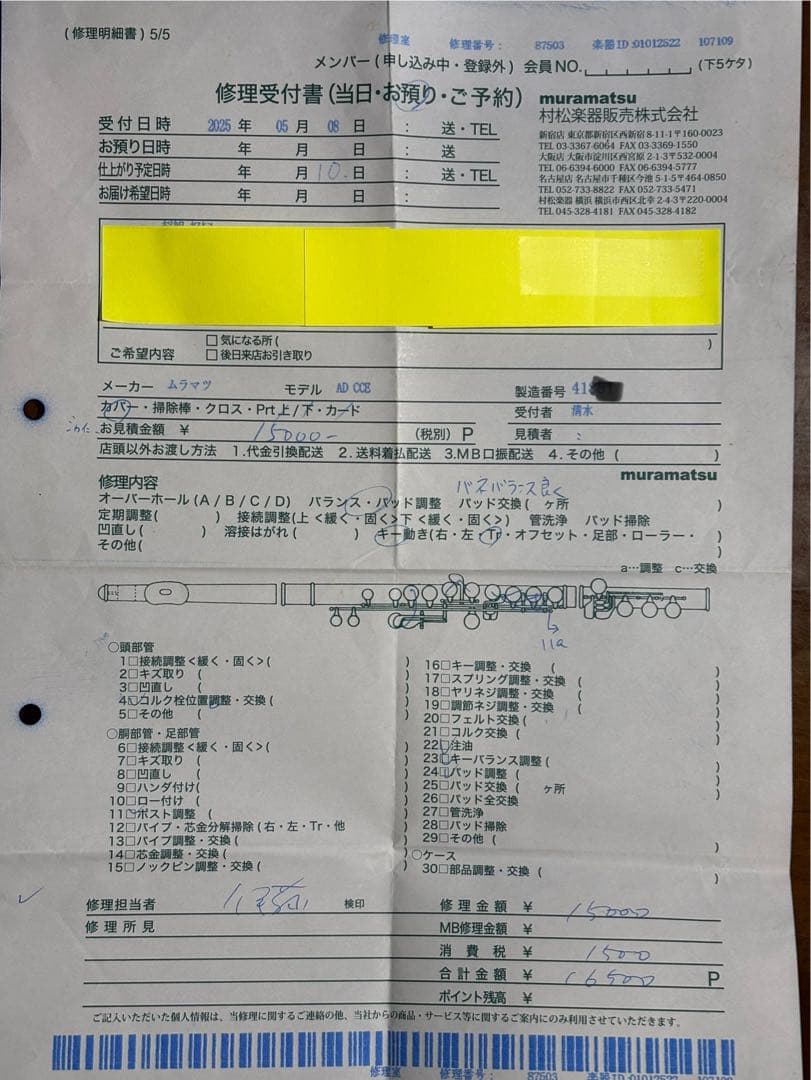 (修理明細書) 5/5
修理室 修理番号: 87503 楽器ID:01012522 107109
メンバー(申し込み中・登録外) 会員NO. (下5ケタ)
修理受付書(当日・お預り・ご予約)
muramatsu
村松楽器販売株式会社
新宿店 東京都新宿区西新宿 8-11-1 〒160-0023
TEL 03-3367-6064 FAX 03-3369-1550
大阪店 大阪市淀川区西宮原 2-1-3 〒532-0004
TEL 06-6394-6000 FAX 06-6394-5777
名古屋店 名古屋市千種区今池 5-1-5 〒464-0850
TEL 052-733-8822 FAX 052-733-5471
村松楽器 横浜 横浜市西区北幸 2-4-3 〒220-0004
TEL 045-328-4181 FAX 045-328-4182
受付日時 2025 年 05 月 08 日 : 送・TEL
お預り日時 年 月 日 : 送
仕上がり予定日時 年 月 10. 日 : 送・TEL
お届け希望日時 年 月 日 :
ご希望内容
□気になる所( )
□後日来店お引き取り
メーカー ムラマツ モデル AD CCE 製造番号 41
カバー・掃除棒・クロス・Prt 上/下・カード 受付者 清水
お見積金額 ¥ 15000- (税別) P 見積者 :
店頭以外お渡し方法 1.代金引換配送 2.送料着払配送 3.MB口振配送 4.その他( )
muramatsu
修理内容 バネバランス良く
オーバーホール(A/B/C/D) バランス・パッド調整 パッド交換( ヶ所
定期調整( ) 接続調整(上<緩く・固く>下<緩く・固く>) 管洗浄 パッド掃除
凹直し( ) 溶接はがれ( ) キー動き(右・左・Tr・オフセット・足部・ローラー・ )
その他( )
a…調整 c…交換
11a
○頭部管
1□接続調整<緩く・固く>( )
2□キズ取り ( )
3□凹直し ( )
4□コルク栓位置調整・交換( )
5□その他 ( )
○胴部管・足部管
6□接続調整<緩く・固く>( )
7□キズ取り ( )
8□凹直し ( )
9□ハンダ付け( )
10□ロー付け ( )
11□ポスト調整 ( )
12□パイプ・芯金分解掃除(右・左・Tr・他 )
13□パイプ調整・交換( )
14□芯金調整・交換( )
15□ノックピン調整・交換( )
16□キー調整・交換 ( )
17□スプリング調整・交換 ( )
18□ヤリネジ調整・交換 ( )
19□調節ネジ調整・交換 ( )
20□フェルト交換( )
21□コルク交換( )
22□注油
23□キーバランス調整( )
24□パッド調整( )
25□パッド交換( ヶ所 )
26□パッド全交換
27□管洗浄
28□パッド掃除
29□その他( )
○ケース
30□部品調整・交換( )
修理担当者 検印
修理所見
修理金額 ¥ 15000
MB修理金額 ¥
消費税 ¥ 1500
合計金額 ¥ 16500 P
ポイント残高 ¥
ご記入いただいた個人情報は、当修理に関するご連絡の他、当社からの商品・サービス等に関するご案内にのみ利用させていただきます。
修理室 修理番号: 87503 楽器ID:01012522 107109